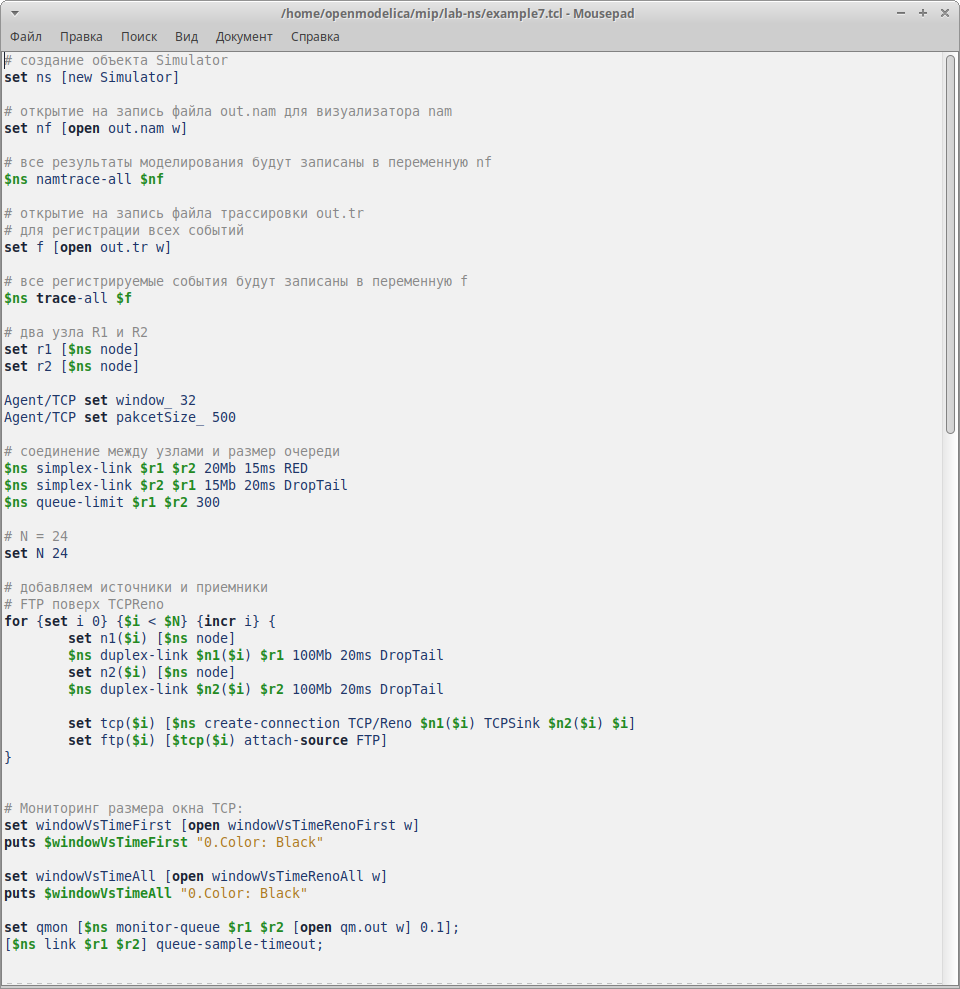 /home/openmodelica/mip/lab-ns/example7.tcl - Mousepad
Файл Правка Поиск Вид Документ Справка
# создание объекта Simulator
set ns [new Simulator]
# открытие на запись файла out.nam для визуализатора nam
set nf [open out.nam w]
# все результаты моделирования будут записаны в переменную nf
$ns namtrace-all $nf
# открытие на запись файла трассировки out.tr
# для регистрации всех событий
set f [open out.tr w]
# все регистрируемые события будут записаны в переменную f
$ns trace-all $f
# два узла R1 и R2
set r1 [$ns node]
set r2 [$ns node]
Agent/TCP set window_ 32
Agent/TCP set pakcetSize_ 500
# соединение между узлами и размер очереди
$ns simplex-link $r1 $r2 20Mb 15ms RED
$ns simplex-link $r2 $r1 15Mb 20ms DropTail
$ns queue-limit $r1 $r2 300
# N = 24
set N 24
# добавляем источники и приемники
# FTP поверх TCPReno
for {set i 0} {$i < $N} {incr i} {
set n1($i) [$ns node]
$ns duplex-link $n1($i) $r1 100Mb 20ms DropTail
set n2($i) [$ns node]
$ns duplex-link $n2($i) $r2 100Mb 20ms DropTail
set tcp($i) [$ns create-connection TCP/Reno $n1($i) TCPSink $n2($i) $i]
set ftp($i) [$tcp($i) attach-source FTP]
}
# Мониторинг размера окна TCP:
set windowVsTimeFirst [open windowVsTimeRenoFirst w]
puts $windowVsTimeFirst "0.Color: Black"
set windowVsTimeAll [open windowVsTimeRenoAll w]
puts $windowVsTimeAll "0.Color: Black"
set qmon [$ns monitor-queue $r1 $r2 [open qm.out w] 0.1];
[$ns link $r1 $r2] queue-sample-timeout;